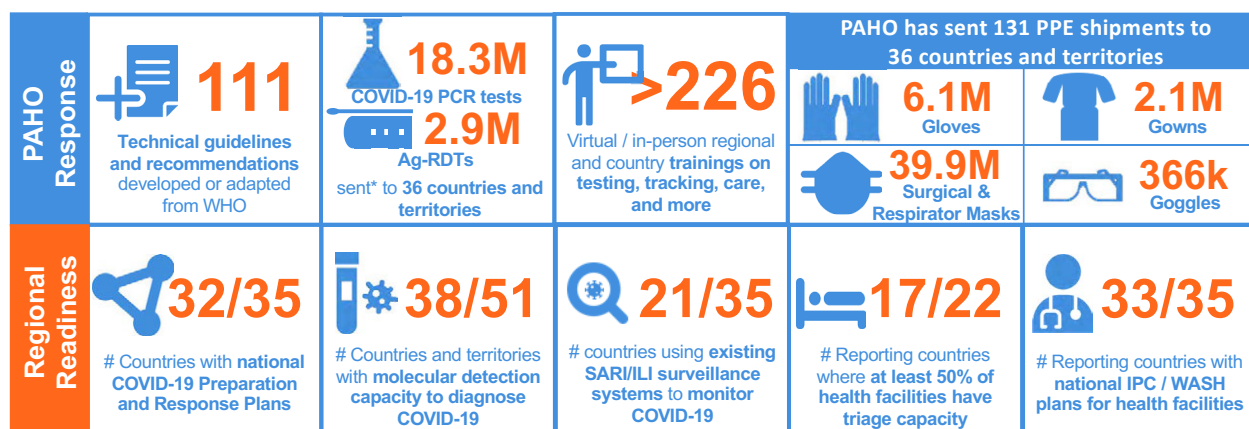 PAHO
Response
111
Technical guidelines
and recommendations
developed or adapted
from WHO
18.3M
COVID-19 PCR tests
2.9M
Ag-RDTs
sent* to 36 countries and
territories
>226
Virtual / in-person regional
and country trainings on
testing, tracking, care,
and more
PAHO has sent 131 PPE shipments to
36 countries and territories
6.1M
Gloves
2.1M
Gowns
39.9M
Surgical &
Respirator Masks
366k
Goggles
Regional
Readiness
32/35
# Countries with national
COVID-19 Preparation
and Response Plans
38/51
# Countries and territories
with molecular detection
capacity to diagnose
COVID-19
21/35
# countries using existing
SARI/ILI surveillance
systems to monitor
COVID-19
17/22
# Reporting countries
where at least 50% of
health facilities have
triage capacity
33/35
# Reporting countries with
national IPC / WASH
plans for health facilities